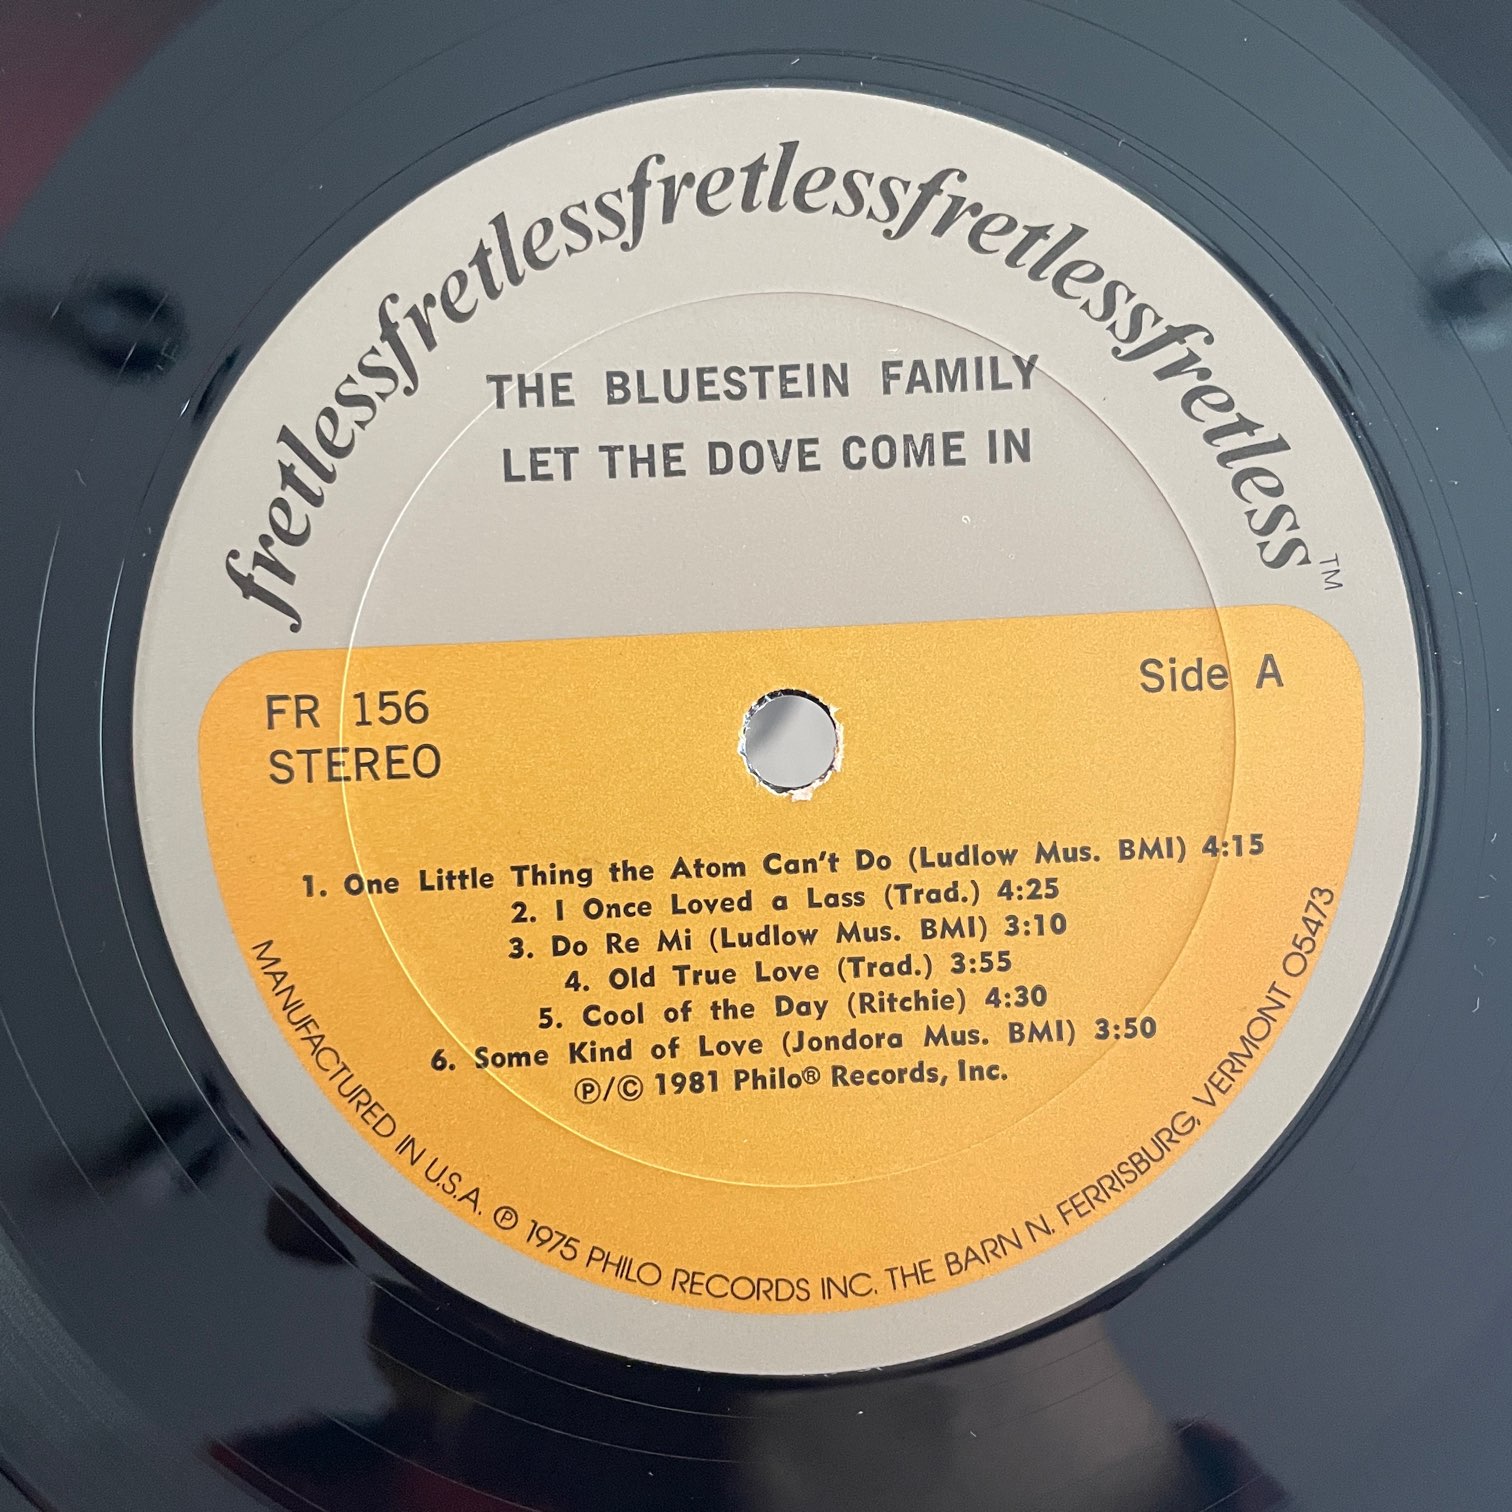 fretlessfretlessfretlessfretlessfretless™
THE BLUESTEIN FAMILY
LET THE DOVE COME IN
FR 156
STEREO
Side A
1. One Little Thing the Atom Can't Do (Ludlow Mus. BMI) 4:15
2. I Once Loved a Lass (Trad.) 4:25
3. Do Re Mi (Ludlow Mus. BMI) 3:10
4. Old True Love (Trad.) 3:55
5. Cool of the Day (Ritchie) 4:30
6. Some Kind of Love (Jondora Mus. BMI) 3:50
℗/© 1981 Philo® Records, Inc.
MANUFACTURED IN U.S.A. ℗ 1975 PHILO RECORDS INC. THE BARN N. FERRISBURG, VERMONT 05473